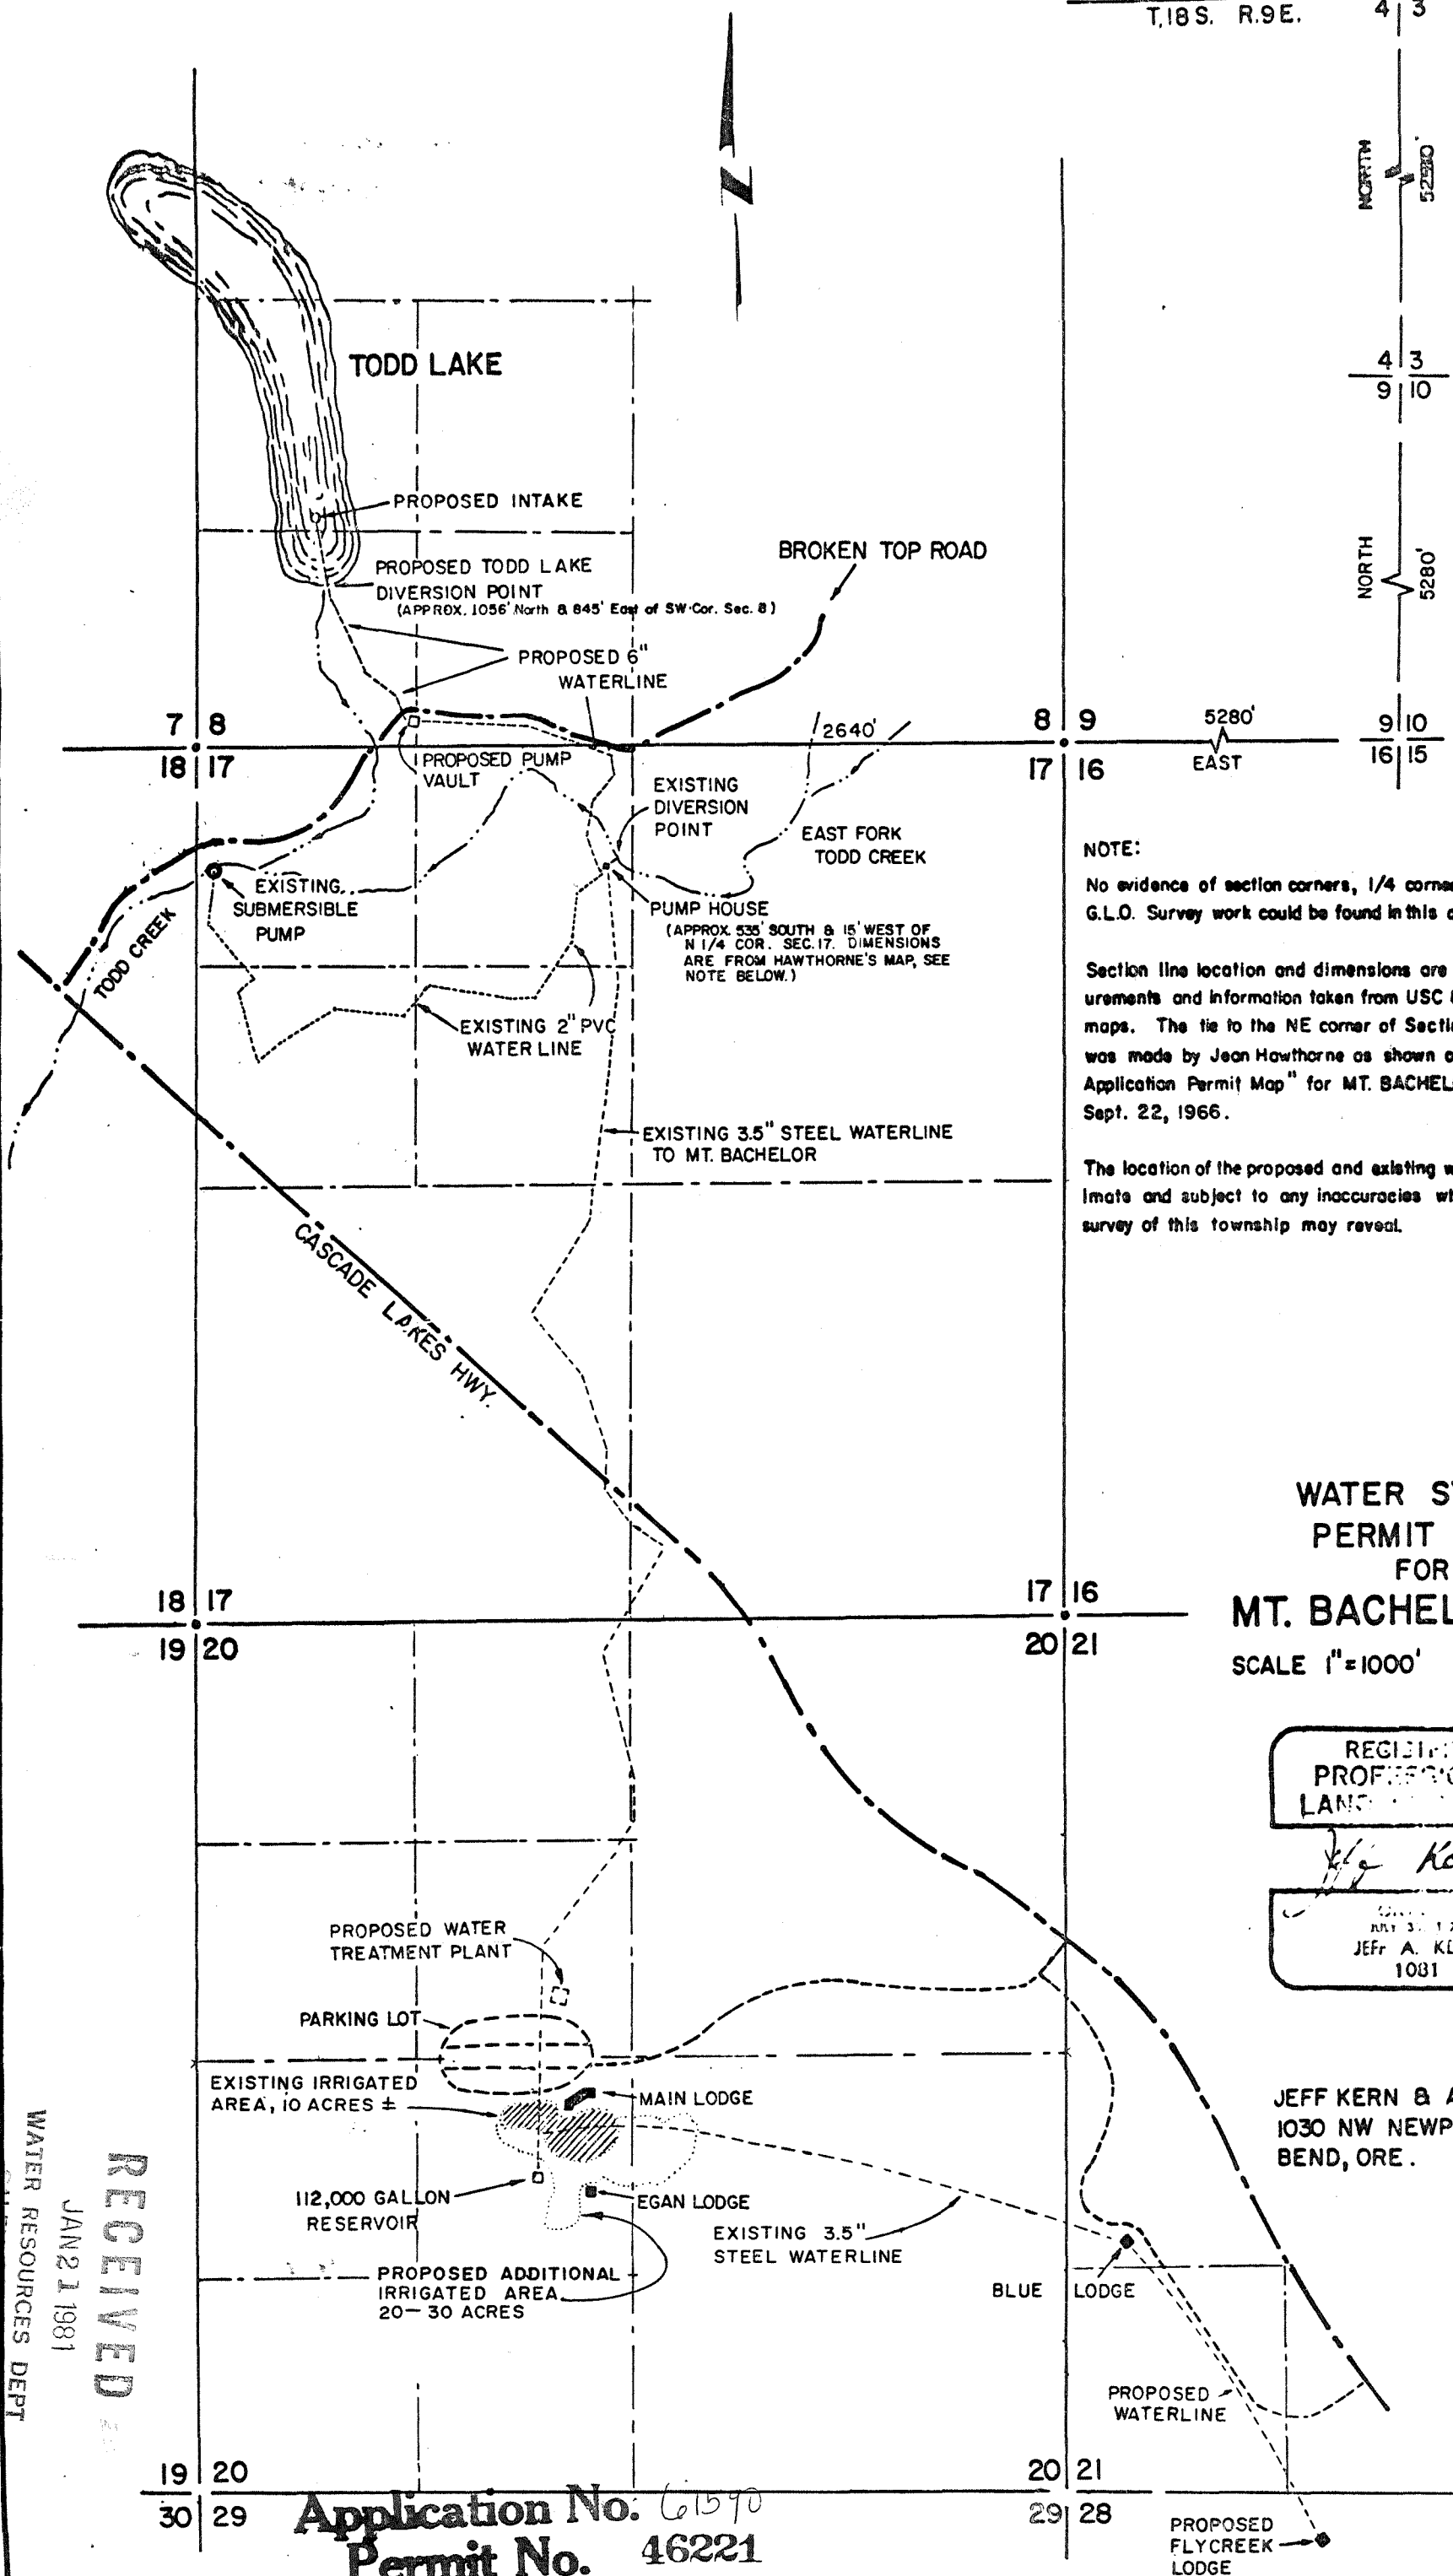 T.18 S. R.9 E.
4 3
NORTH
5280'
4 3
9 10
NORTH
5280'
TODD LAKE
PROPOSED INTAKE
PROPOSED TODD LAKE
DIVERSION POINT
(APPROX. 1056' North & 845' East of SW Cor. Sec. 8)
BROKEN TOP ROAD
PROPOSED 6"
WATERLINE
7 8
18 17
PROPOSED PUMP
VAULT
2640'
8 9
17 16
5280'
EAST
9 10
16 15
EXISTING
DIVERSION
POINT
EAST FORK
TODD CREEK
EXISTING
SUBMERSIBLE
PUMP
TODD CREEK
PUMP HOUSE
(APPROX. 535' SOUTH & 15' WEST OF
N 1/4 COR. SEC. 17. DIMENSIONS
ARE FROM HAWTHORNE'S MAP, SEE
NOTE BELOW.)
EXISTING 2" PVC
WATER LINE
EXISTING 3.5" STEEL WATERLINE
TO MT. BACHELOR
NOTE:
No evidence of section corners, 1/4 corne
G.L.O. Survey work could be found in this
Section line location and dimensions are
urements and information taken from USC
maps. The tie to the NE corner of Secti
was made by Jean Hawthorne as shown
Application Permit Map" for MT. BACHEL
Sept. 22, 1966.
The location of the proposed and existing w
imate and subject to any inaccuracies wh
survey of this township may reveal.
CASCADE LAKES HWY.
WATER S
PERMIT
FOR
MT. BACHEL
SCALE 1"=1000'
18 17
19 20
17 16
20 21
LAND
1081
JEFF A. KE
PROPOSED WATER
TREATMENT PLANT
PARKING LOT
EXISTING IRRIGATED
AREA, 10 ACRES ±
MAIN LODGE
112,000 GALLON
RESERVOIR
EGAN LODGE
EXISTING 3.5"
STEEL WATERLINE
PROPOSED ADDITIONAL
IRRIGATED AREA
20-30 ACRES
BLUE LODGE
JEFF KERN & A
1030 NW NEWP
BEND, ORE.
PROPOSED
WATERLINE
RECEIVED
JAN 21 1981
WATER RESOURCES DEPT
19 20
30 29
20 21
29 28
PROPOSED
FLYCREEK
LODGE
Application No. 61590
Permit No. 46221